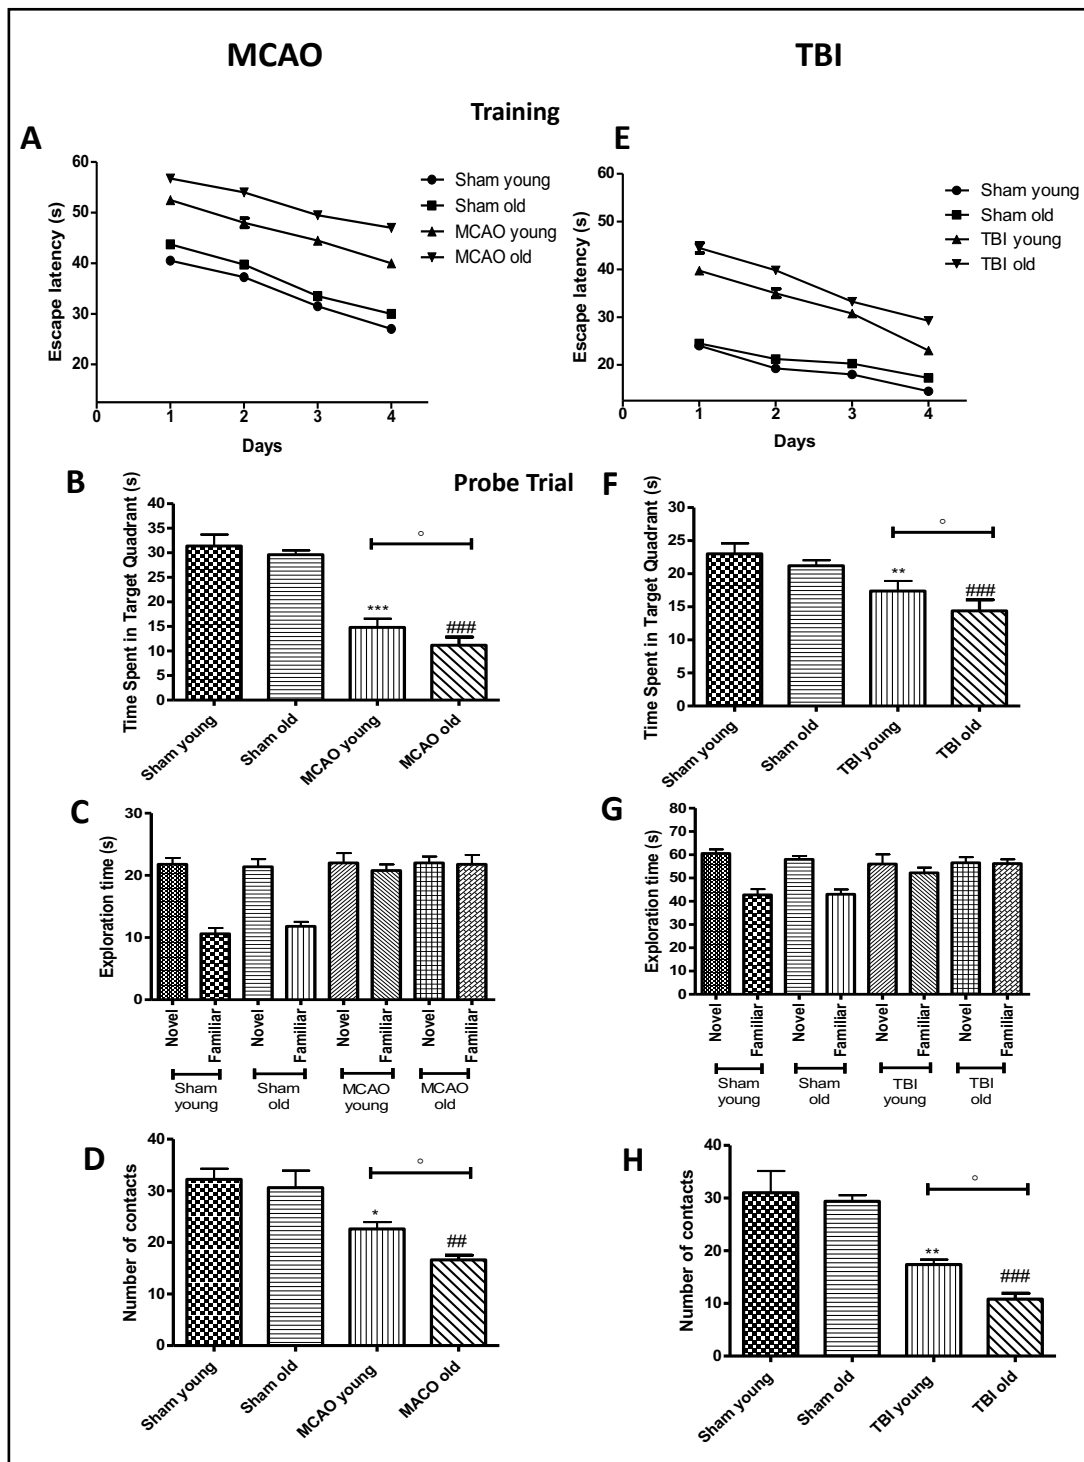 MCAO
TBI
Training
A
Escape latency (s)
60
50
40
30
20
0
1
2
3
4
Days
Sham young
Sham old
MCAO young
MCAO old
E
Escape latency (s)
60
50
40
30
20
0
1
2
3
4
Days
Sham young
Sham old
TBI young
TBI old
Probe Trial
B
Time Spent in Target Quadrant (s)
40
35
30
25
20
15
10
5
0
***
###
°
Sham young
Sham old
MCAO young
MCAO old
F
Time Spent in Target Quadrant (s)
30
25
20
15
10
5
0
**
###
°
Sham young
Sham old
TBI young
TBI old
C
Exploration time (s)
30
20
10
0
Novel
Familiar
Novel
Familiar
Novel
Familiar
Novel
Familiar
Sham
young
Sham
old
MCAO
young
MCAO
old
G
Exploration time (s)
80
70
60
50
40
30
20
10
0
Novel
Familiar
Novel
Familiar
Novel
Familiar
Novel
Familiar
Sham
young
Sham
old
TBI
young
TBI
old
D
Number of contacts
40
30
20
10
0
*
##
°
Sham young
Sham old
MCAO young
MACO old
H
Number of contacts
40
30
20
10
0
**
###
°
Sham young
Sham old
TBI young
TBI old